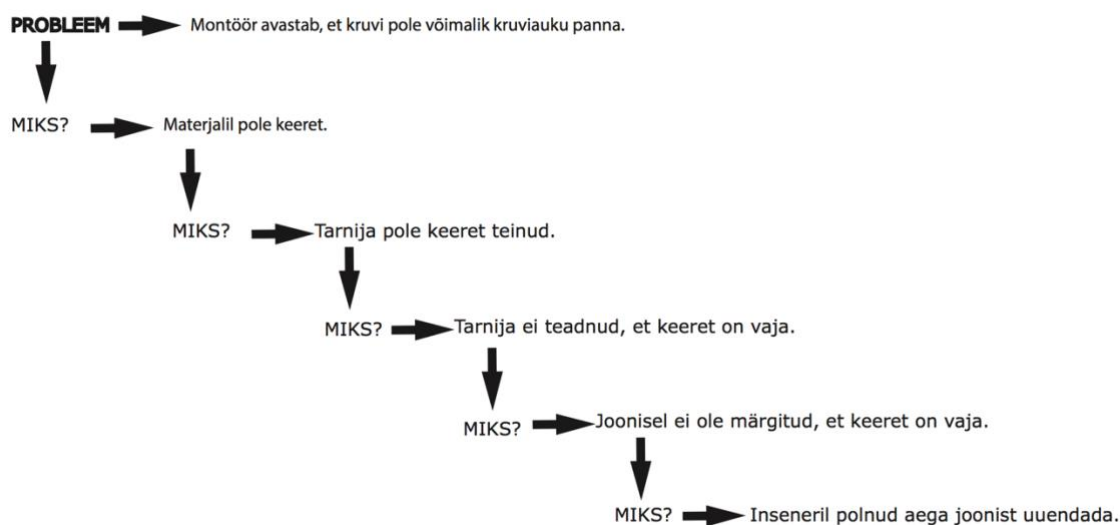 PROBLEEM Montöör avastab, et kruvi pole võimalik kruviauku panna.
MIKS? Materjalil pole keeret.
MIKS? Tarnija pole keeret teinud.
MIKS? Tarnija ei teadnud, et keeret on vaja.
MIKS? Joonisel ei ole märgitud, et keeret on vaja.
MIKS? Inseneril polnud aega joonist uuendada.